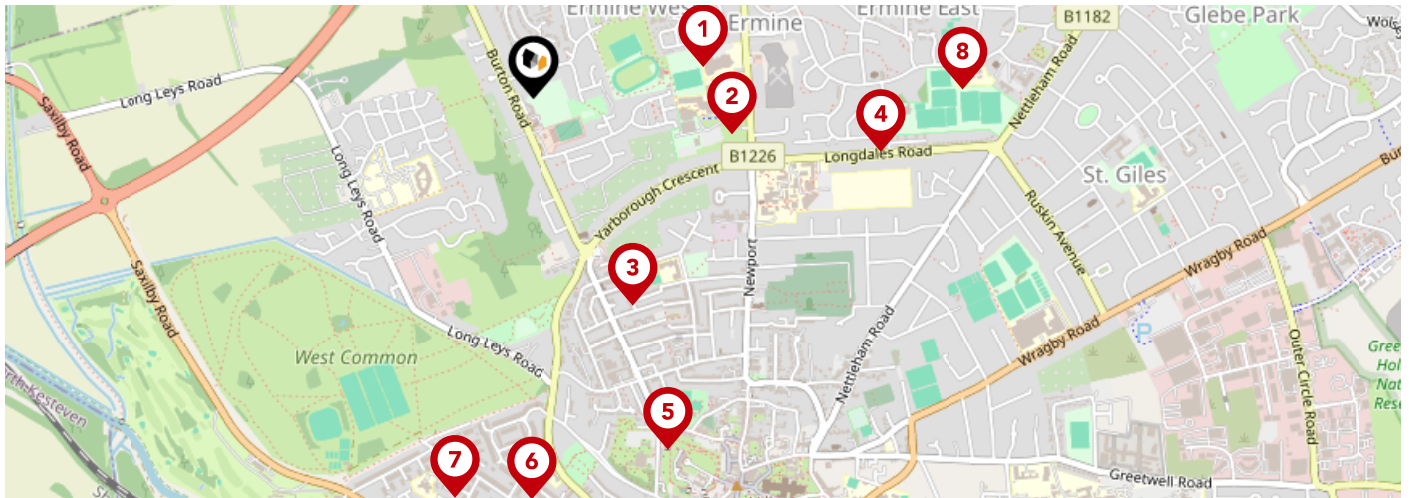 Ermine West
Ermine
Ermine East
B1182
Glebe Park
1
8
2
4
Burton Road
Long Leys Road
Saxilby Road
Nettleham Road
B1226
Longdales Road
Yarborough Crescent
Long Leys Road
St. Giles
Ruskin Avenue
Wragby Road
Newport
3
Saxilby Road
P
West Common
Long Leys Road
Nettleham Road
Wragby Road
Outer Circle Road
5
7
6
Greetwell Road